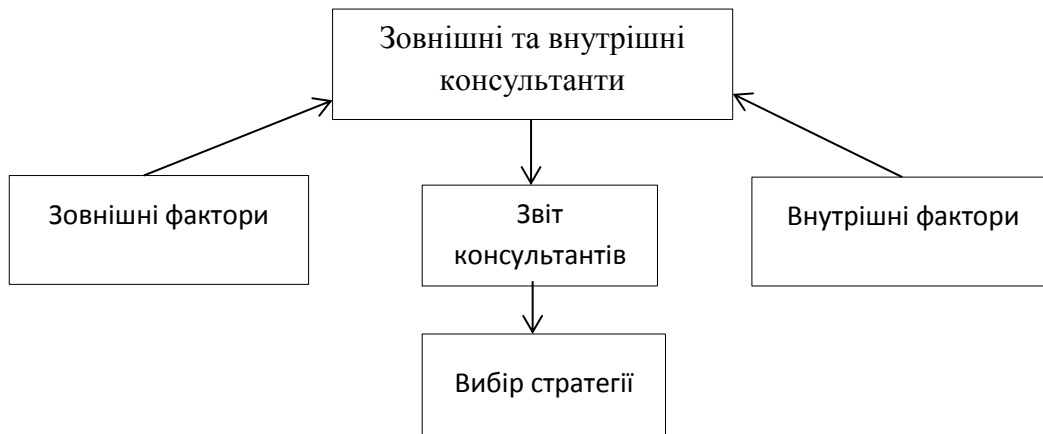 Зовнішні та внутрішні
консультанти
Зовнішні фактори
Звіт
консультантів
Внутрішні фактори
Вибір стратегії